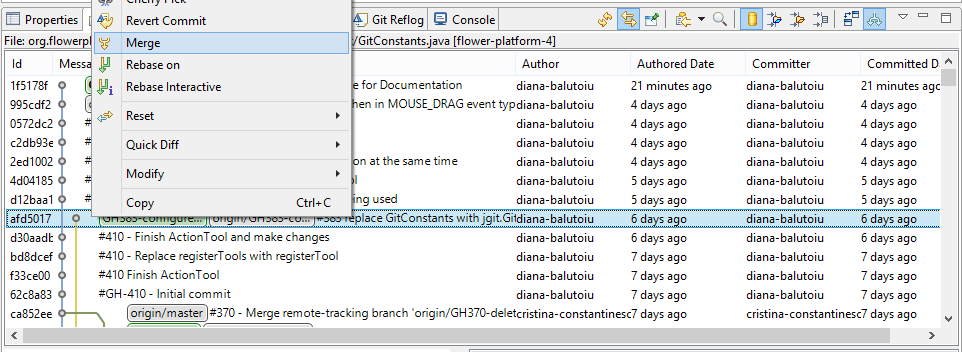 Properties Cherry Pick Git Reflog Console
Revert Commit
File: org.flowerpl /GitConstants.java [flower-platform-4]
Merge
Id Messa Author Authored Date Committer Committed D
Rebase on
1f5178f e for Documentation diana-balutoiu 21 minutes ago diana-balutoiu 21 minutes ago
Rebase Interactive
995cdf2 hen in MOUSE_DRAG event typ diana-balutoiu 4 days ago diana-balutoiu 4 days ago
Reset
0572dc2 # diana-balutoiu 4 days ago diana-balutoiu 4 days ago
c2db93e # diana-balutoiu 4 days ago diana-balutoiu 4 days ago
Quick Diff
2ed1002 # on at the same time diana-balutoiu 4 days ago diana-balutoiu 4 days ago
Modify
4d04185 # ol diana-balutoiu 5 days ago diana-balutoiu 5 days ago
d12baa1 # ing used diana-balutoiu 5 days ago diana-balutoiu 5 days ago
Copy Ctrl+C
afd5017 GH385-configure... origin/GH385-co... #385 replace GitConstants with jgit.Gi diana-balutoiu 6 days ago diana-balutoiu 6 days ago
d30aadb #410 - Finish ActionTool and make changes diana-balutoiu 6 days ago diana-balutoiu 6 days ago
bd8dcef #410 - Replace registerTools with registerTool diana-balutoiu 7 days ago diana-balutoiu 7 days ago
f33ce00 #410 Finish ActionTool diana-balutoiu 7 days ago diana-balutoiu 7 days ago
62c8a83 #GH-410 - Initial commit diana-balutoiu 7 days ago diana-balutoiu 7 days ago
ca852ee origin/master #370 - Merge remote-tracking branch 'origin/GH370-delet cristina-constantinesc 7 days ago cristina-constantinesc 7 days ago